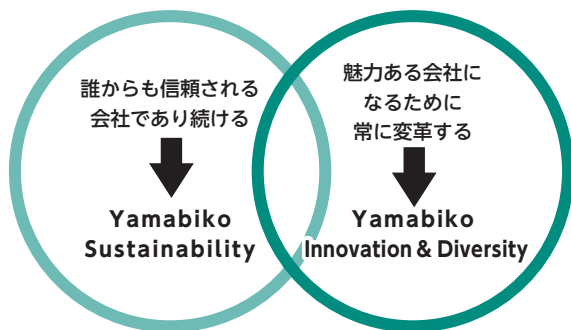 誰からも信頼される
会社であり続ける
Yamabiko
Sustainability
魅力ある会社に
なるために
常に変革する
Yamabiko
Innovation & Diversity